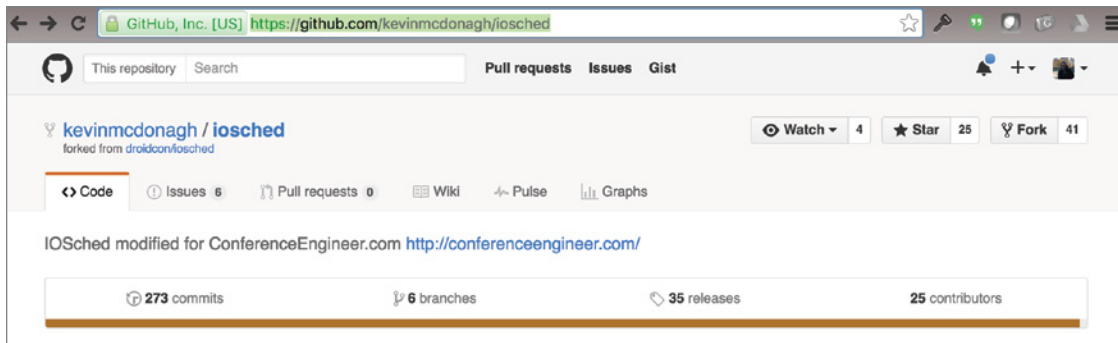 GitHub, Inc. [US] https://github.com/kevinmcdonagh/iosched
This repository Search Pull requests Issues Gist
kevinmcdonagh / iosched Watch 4 Star 25 Fork 41
forked from droidcon/iosched
Code Issues 6 Pull requests 0 Wiki Pulse Graphs
IOSched modified for ConferenceEngineer.com http://conferenceengineer.com/
273 commits 6 branches 35 releases 25 contributors